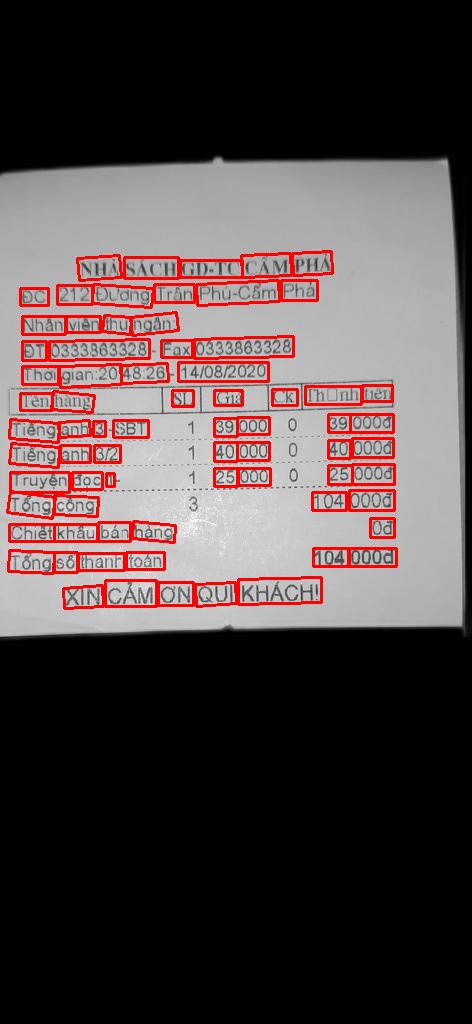 NHÀ SÁCH GD-TC CẨM PHẢ
ĐC 212 Đường Trần Phú-Cẩm Phả
Nhân viên thu ngân
ĐT 0333863328 - Fax 0333863328
Thời gian:20:48:26 - 14/08/2020
Tên hàng SL Giá Ck Th□nh tiền
Tiếng anh 3 - SBT 1 39 000 0 39 000đ
Tiếng anh 3/2 1 40 000 0 40 000đ
Truyện đọc 1- 1 25 000 0 25 000đ
Tổng cộng 3 104 000đ
Chiết khấu bán hàng 0đ
Tổng số thanh toán 104 000đ
XIN CẢM ƠN QUI KHÁCH!